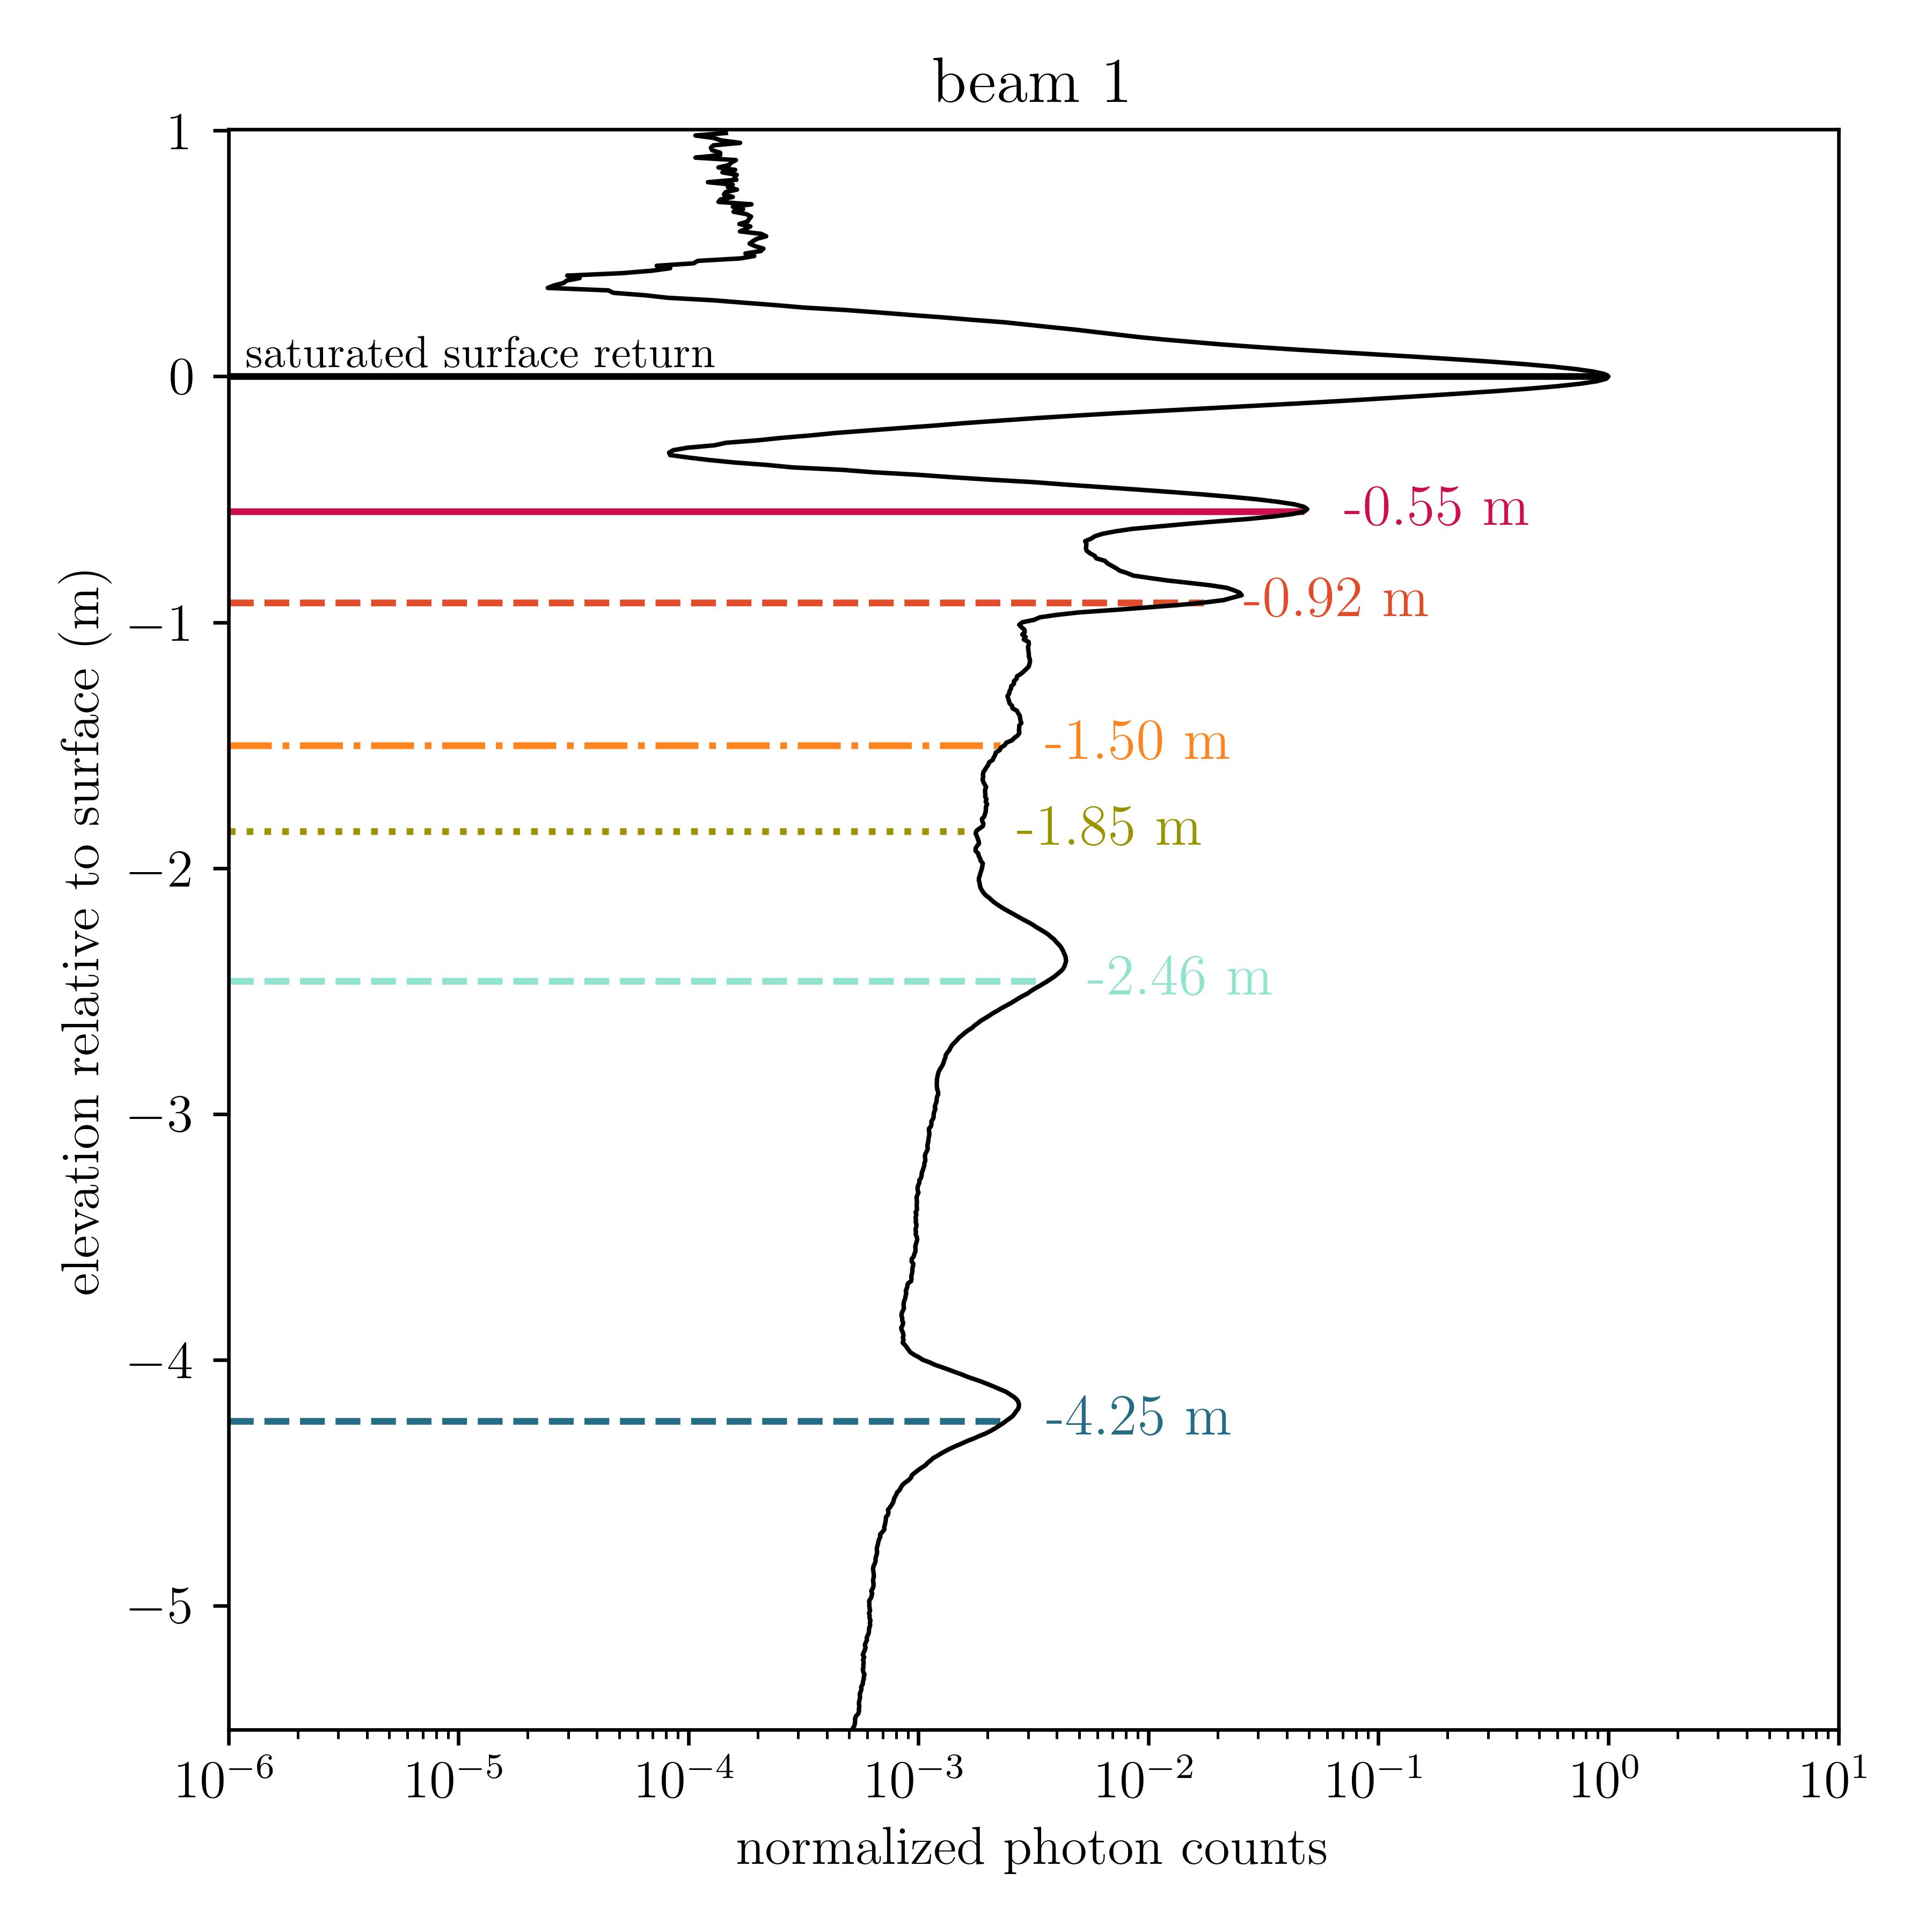 beam 1
elevation relative to surface (m)
1
0
−1
−2
−3
−4
−5
saturated surface return
-0.55 m
-0.92 m
-1.50 m
-1.85 m
-2.46 m
-4.25 m
10⁻⁶ 10⁻⁵ 10⁻⁴ 10⁻³ 10⁻² 10⁻¹ 10⁰ 10¹
normalized photon counts